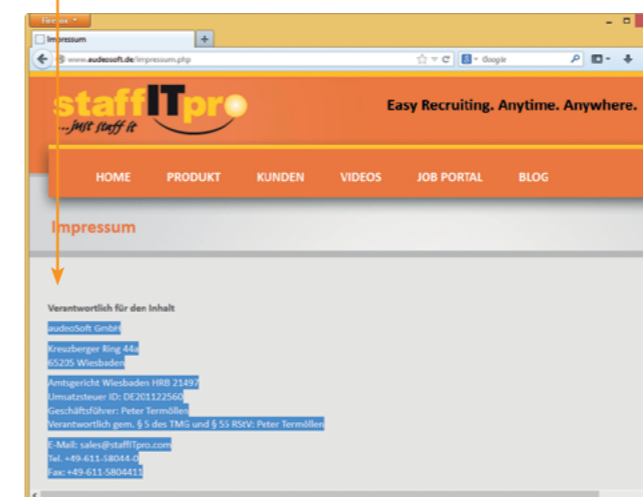 Firefox
Impressum
+
www.audeosoft.de/impressum.php
Google
staffITpro
...just staff it
Easy Recruiting. Anytime. Anywhere.
HOME PRODUKT KUNDEN VIDEOS JOB PORTAL BLOG
Impressum
Verantwortlich für den Inhalt
audeoSoft GmbH
Kreuzberger Ring 44a
65205 Wiesbaden
Amtsgericht Wiesbaden HRB 21497
Umsatzsteuer ID: DE201122560
Geschäftsführer: Peter Termöllen
Verantwortlich gem. § 5 des TMG und § 55 RStV: Peter Termöllen
E-Mail: sales@staffITpro.com
Tel. +49-611-58044-0
Fax: +49-611-5804411